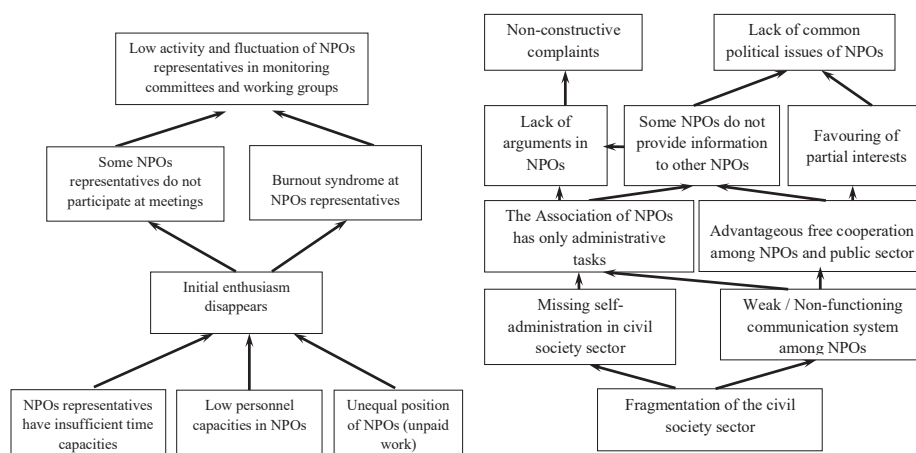 Low activity and fluctuation of NPOs
representatives in monitoring
committees and working groups
Some NPOs
representatives do not
participate at meetings
Burnout syndrome at
NPOs representatives
Initial enthusiasm
disappears
NPOs representatives
have insufficient time
capacities
Low personnel
capacities in NPOs
Unequal position
of NPOs (unpaid
work)
Non-constructive
complaints
Lack of common
political issues of NPOs
Lack of
arguments in
NPOs
Some NPOs do not
provide information
to other NPOs
Favouring of
partial interests
The Association of NPOs
has only administrative
tasks
Advantageous free cooperation
among NPOs and public sector
Missing self-
administration in civil
society sector
Weak / Non-functioning
communication system
among NPOs
Fragmentation of the civil
society sector